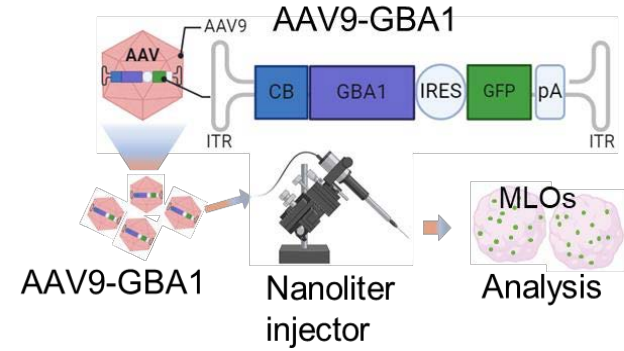 AAV9-GBA1
AAV9
AAV
CB GBA1 IRES GFP pA
ITR ITR
MLOs
AAV9-GBA1
Nanoliter
injector
Analysis